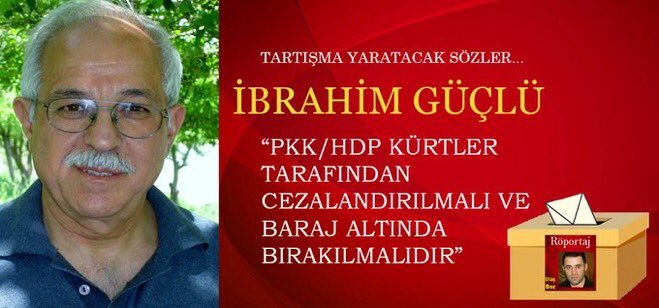 TARTIŞMA YARATACAK SÖZLER...
İBRAHİM GÜÇLÜ
“PKK/HDP KÜRTLER
TARAFINDAN
CEZALANDIRILMALI VE
BARAJ ALTINDA
BIRAKILMALIDIR”
Röportaj